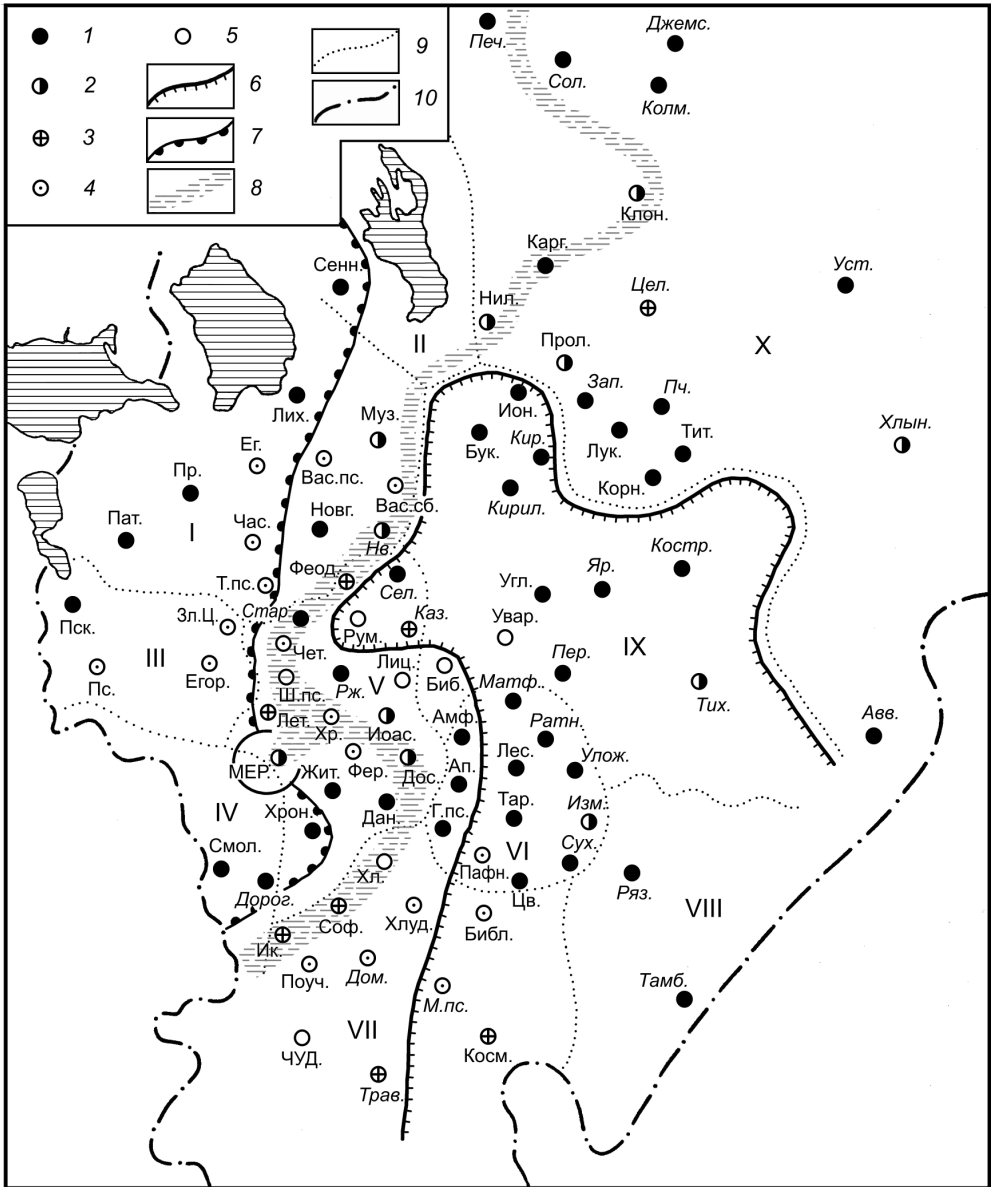 1
2
3
4
5
6
7
8
9
10
Печ.
Джемс.
Сол.
Колм.
Клон.
Карг.
Сенн.
Уст.
Цел.
Нил.
II
Прол.
X
Зап.
Пч.
Ион.
Лих.
Муз.
Кир.
Бук.
Лук.
Тит.
Хлын.
Ег.
Вас.пс.
Пр.
Кирил.
Корн.
Вас.сб.
Пат.
I
Час.
Новг.
Нв.
Костр.
Феод.
Яр.
Т.пс.
Сел.
Угл.
Стар
Каз.
Пск.
Зл.Ц.
Рум.
Увар.
Чет.
IX
III
Лиц.
Пер.
Пс.
Егор.
Ш.пс.
Рж.
V
Биб.
Матф.
Тих.
Лет.
Хр.
Иоас.
Амф.
Ратн.
Авв.
МЕР.
Жит.
Фер.
Дос.
Ап.
Лес.
Улож.
IV
Хрон.
Дан.
Г.пс.
Тар.
Изм.
Смол.
VI
Сух.
Хл.
Пафн.
Дорог.
Цв.
Ряз.
VIII
Соф.
Хлуд.
Библ.
Ик.
Поуч.
Дом.
М.пс.
Тамб.
VII
ЧУД.
Косм.
Трав.